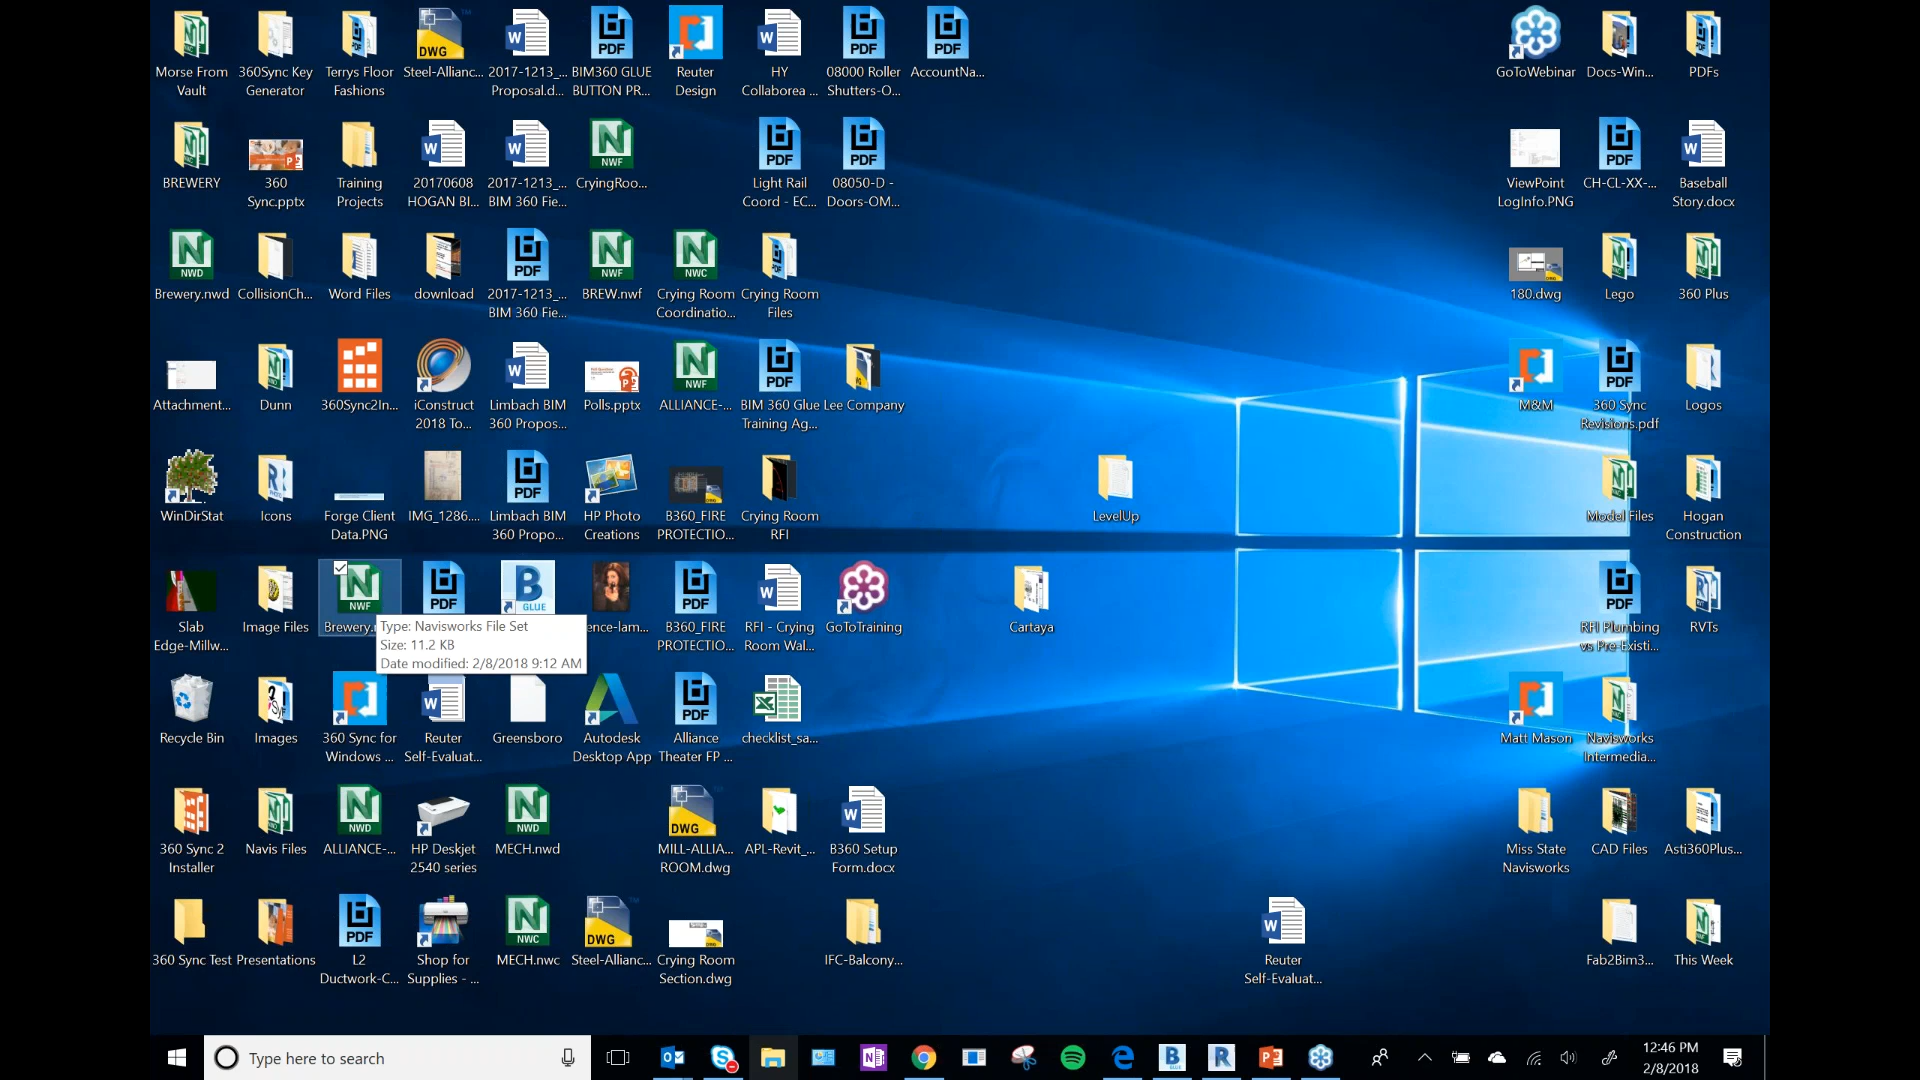 Morse From
Vault
360Sync Key
Generator
Terrys Floor
Fashions
Steel-Allianc...
2017-1213_...
Proposal.d...
BIM360 GLUE
BUTTON PR...
Reuter
Design
HY
Collaborea ...
08000 Roller
Shutters-O...
AccountNa...
GoToWebinar
Docs-Win...
PDFs
BREWERY
360
Sync.pptx
Training
Projects
20170608
HOGAN BI...
2017-1213_...
BIM 360 Fie...
CryingRoo...
Light Rail
Coord - EC...
08050-D -
Doors-OM...
ViewPoint
LogInfo.PNG
CH-CL-XX-...
Baseball
Story.docx
Brewery.nwd
CollisionCh...
Word Files
download
2017-1213_...
BIM 360 Fie...
BREW.nwf
Crying Room
Coordinatio...
Crying Room
Files
180.dwg
Lego
360 Plus
Attachment...
Dunn
360Sync2In...
iConstruct
2018 To...
Limbach BIM
360 Propos...
Polls.pptx
ALLIANCE-...
BIM 360 Glue
Training Ag...
Lee Company
M&M
360 Sync
Revisions.pdf
Logos
WinDirStat
Icons
Forge Client
Data.PNG
IMG_1286....
Limbach BIM
360 Propo...
HP Photo
Creations
B360_FIRE
PROTECTIO...
Crying Room
RFI
LevelUp
Model Files
Hogan
Construction
Slab
Edge-Millw...
Image Files
Brewery.
Type: Navisworks File Set
Size: 11.2 KB
Date modified: 2/8/2018 9:12 AM
ence-lam...
B360_FIRE
PROTECTIO...
RFI - Crying
Room Wal...
GoToTraining
Cartaya
RFI Plumbing
vs Pre-Existi...
RVTs
Recycle Bin
Images
360 Sync for
Windows ...
Reuter
Self-Evaluat...
Greensboro
Autodesk
Desktop App
Alliance
Theater FP ...
checklist_sa...
Matt Mason
Navisworks
Intermedia...
360 Sync 2
Installer
Navis Files
ALLIANCE-...
HP Deskjet
2540 series
MECH.nwd
MILL-ALLIA...
ROOM.dwg
APL-Revit_...
B360 Setup
Form.docx
Miss State
Navisworks
CAD Files
Asti360Plus...
360 Sync Test
Presentations
L2
Ductwork-C...
Shop for
Supplies - ...
MECH.nwc
Steel-Allianc...
Crying Room
Section.dwg
IFC-Balcony...
Reuter
Self-Evaluat...
Fab2Bim3...
This Week
Type here to search
12:46 PM
2/8/2018